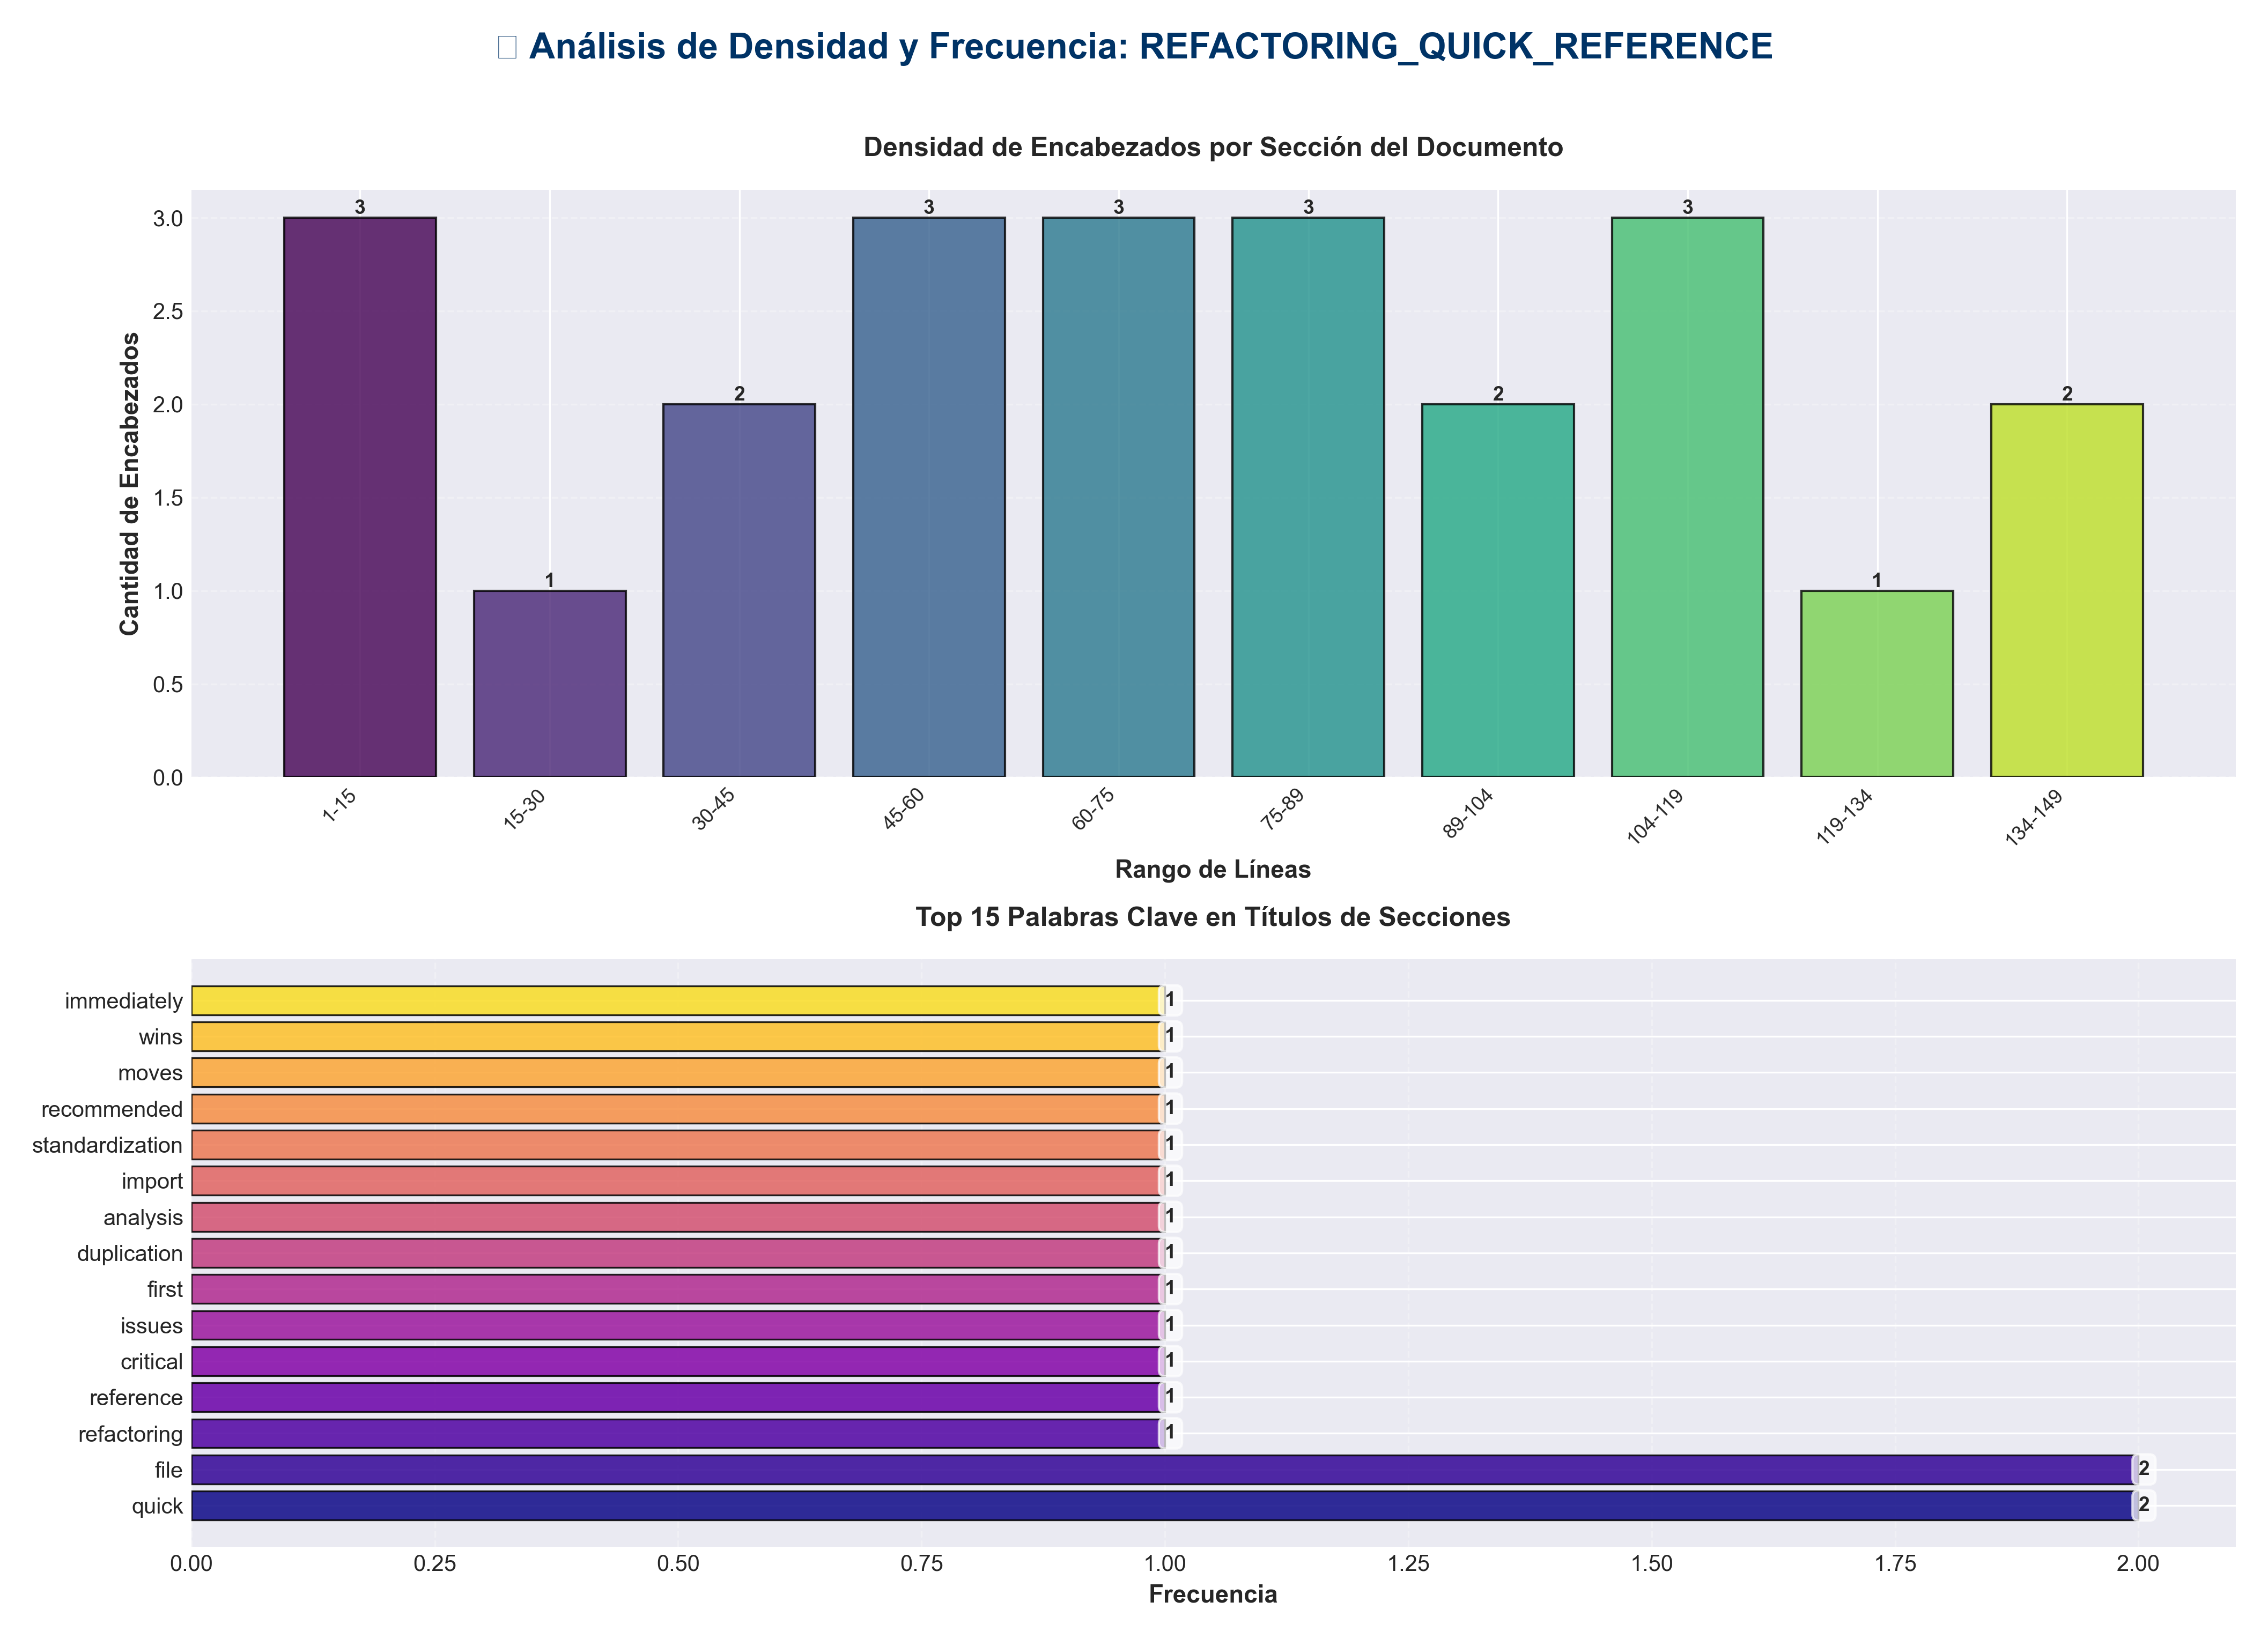 Análisis de Densidad y Frecuencia: REFACTORING_QUICK_REFERENCE
Densidad de Encabezados por Sección del Documento
Cantidad de Encabezados
3.0
2.5
2.0
1.5
1.0
0.5
0.0
3
1
2
3
3
3
2
3
1
2
1-15
15-30
30-45
45-60
60-75
75-89
89-104
104-119
119-134
134-149
Rango de Líneas
Top 15 Palabras Clave en Títulos de Secciones
immediately 1
wins 1
moves 1
recommended 1
standardization 1
import 1
analysis 1
duplication 1
first 1
issues 1
critical 1
reference 1
refactoring 1
file 2
quick 2
0.00 0.25 0.50 0.75 1.00 1.25 1.50 1.75 2.00
Frecuencia